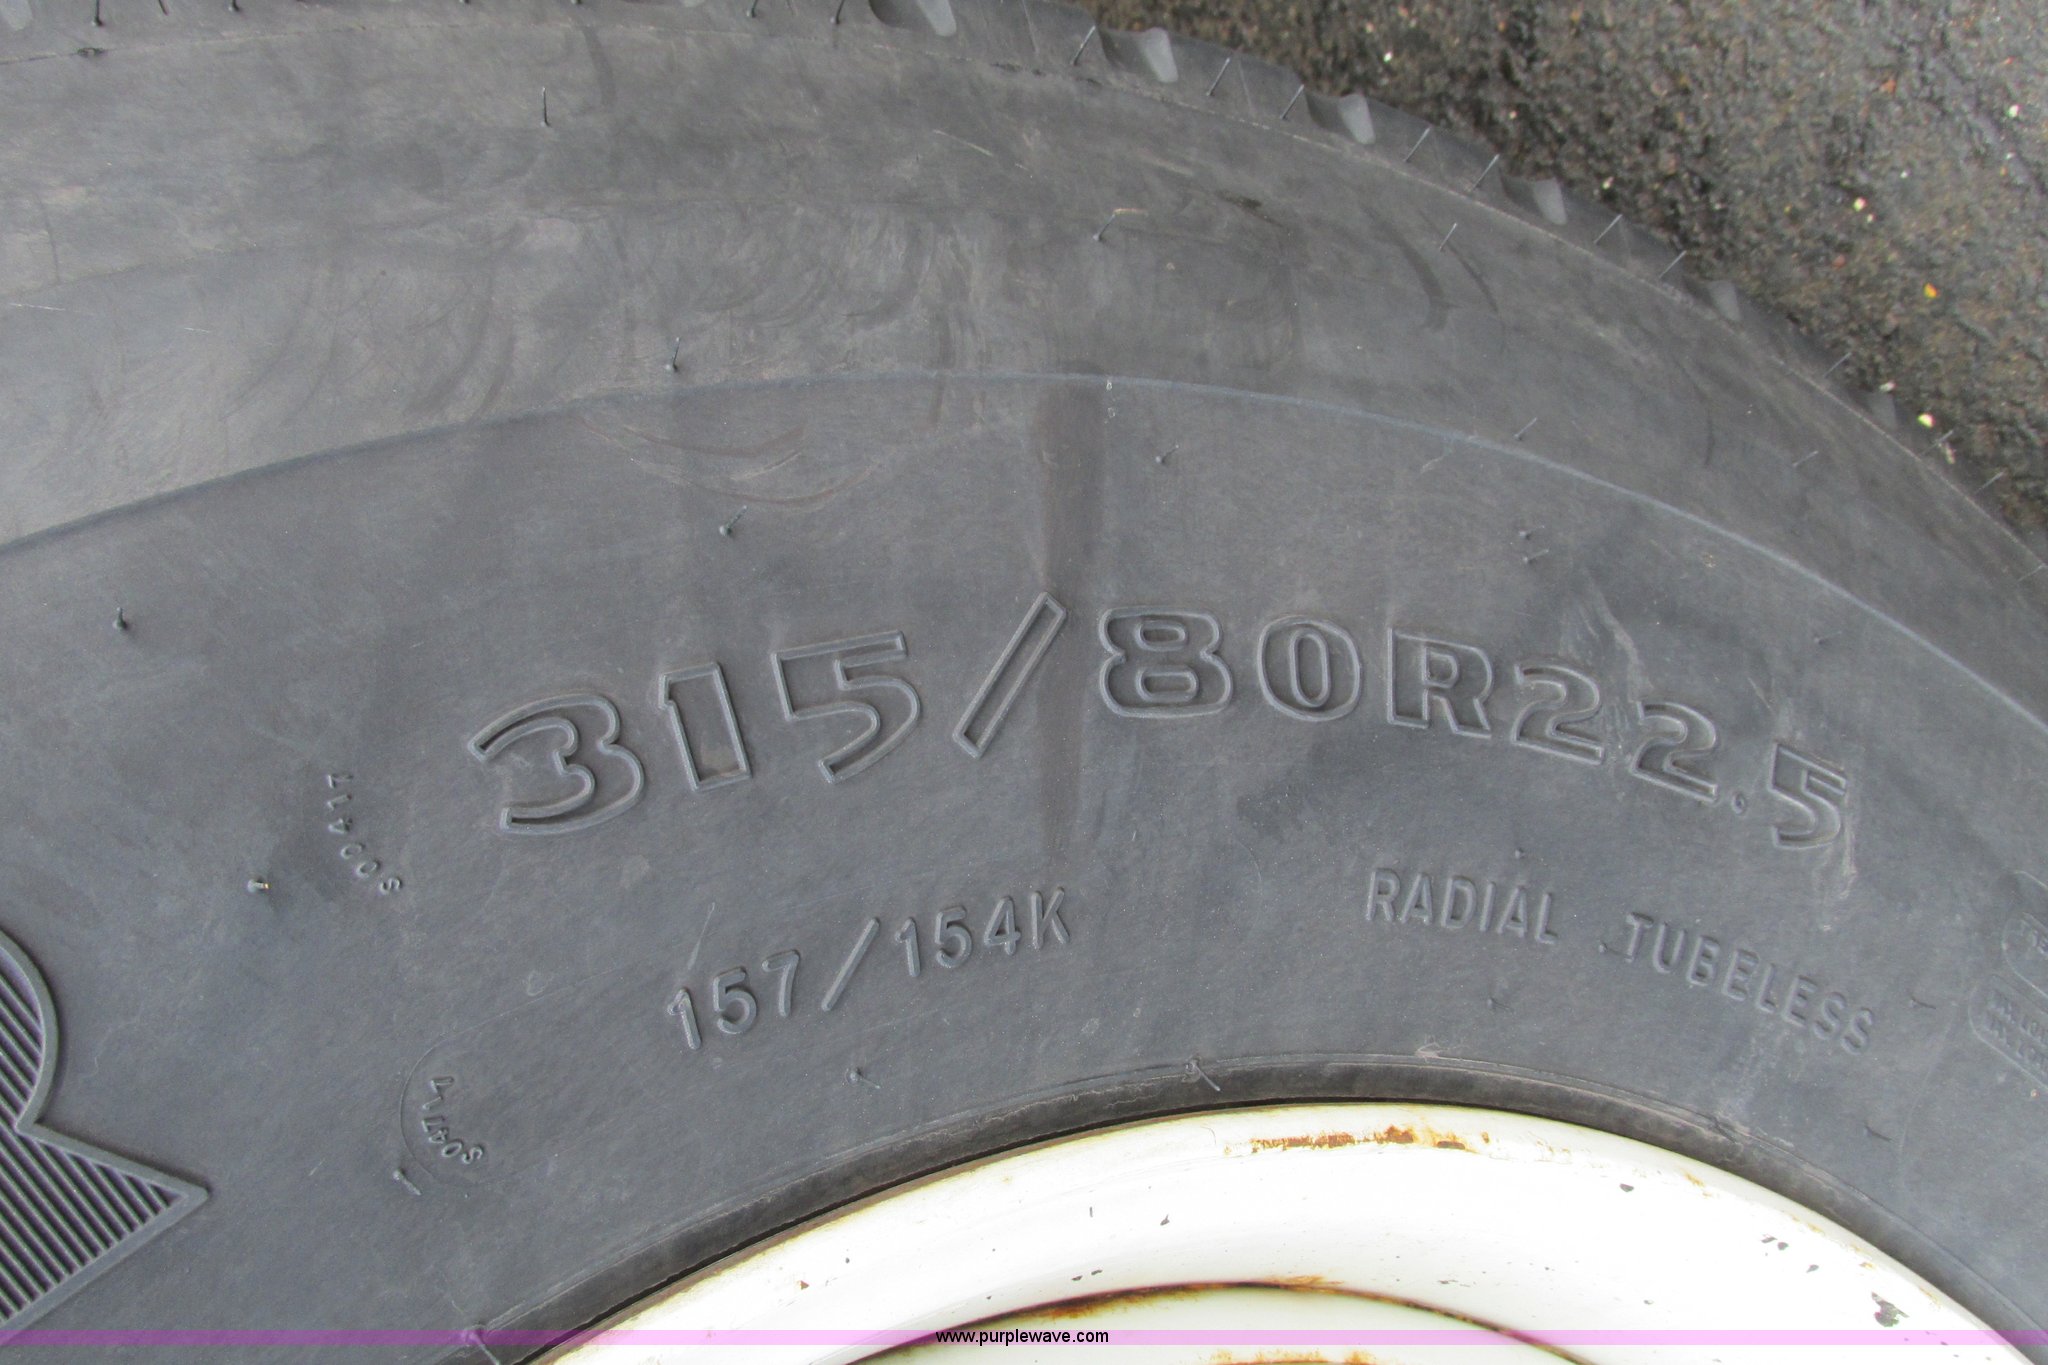 315/80R22.5
157/154K
RADIAL TUBELESS
www.purplewave.com